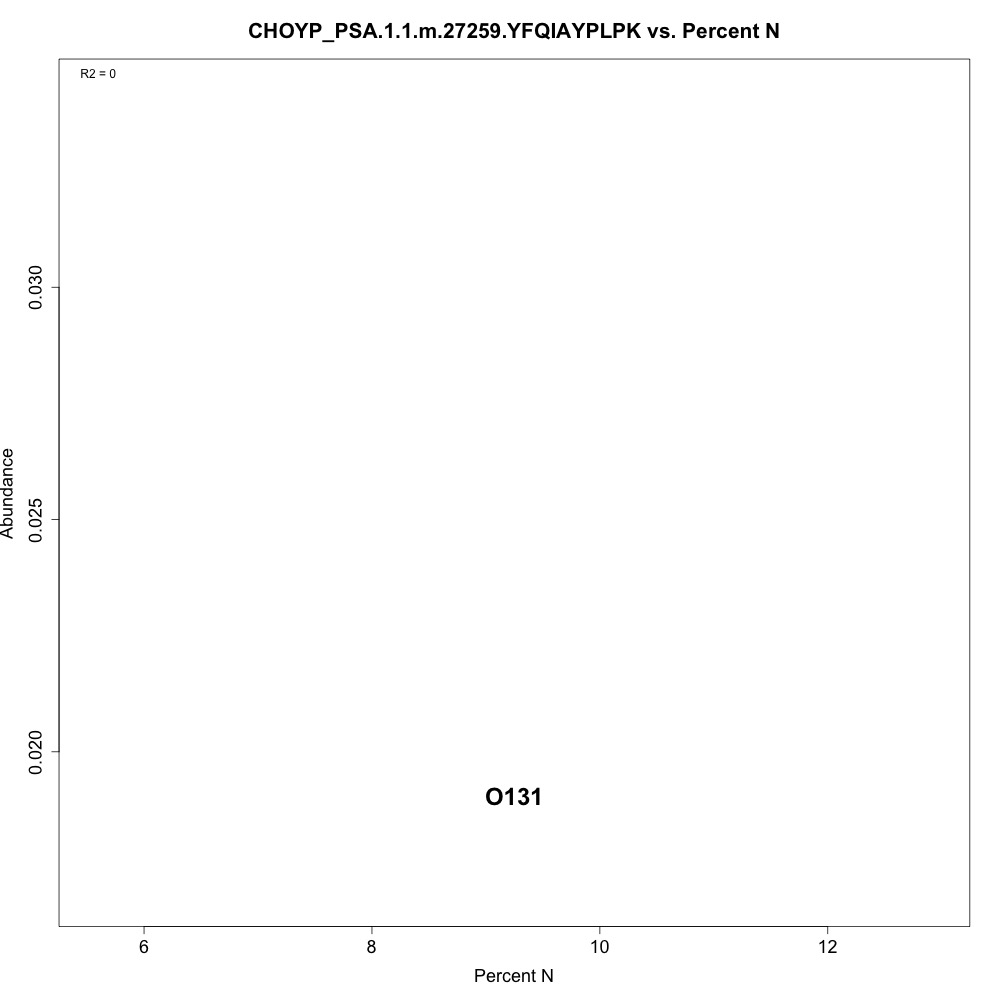 CHOYP_PSA.1.1.m.27259.YFQIAYPLPK vs. Percent N
R2 = 0
0.030
0.025
0.020
Abundance
O131
6 8 10 12
Percent N